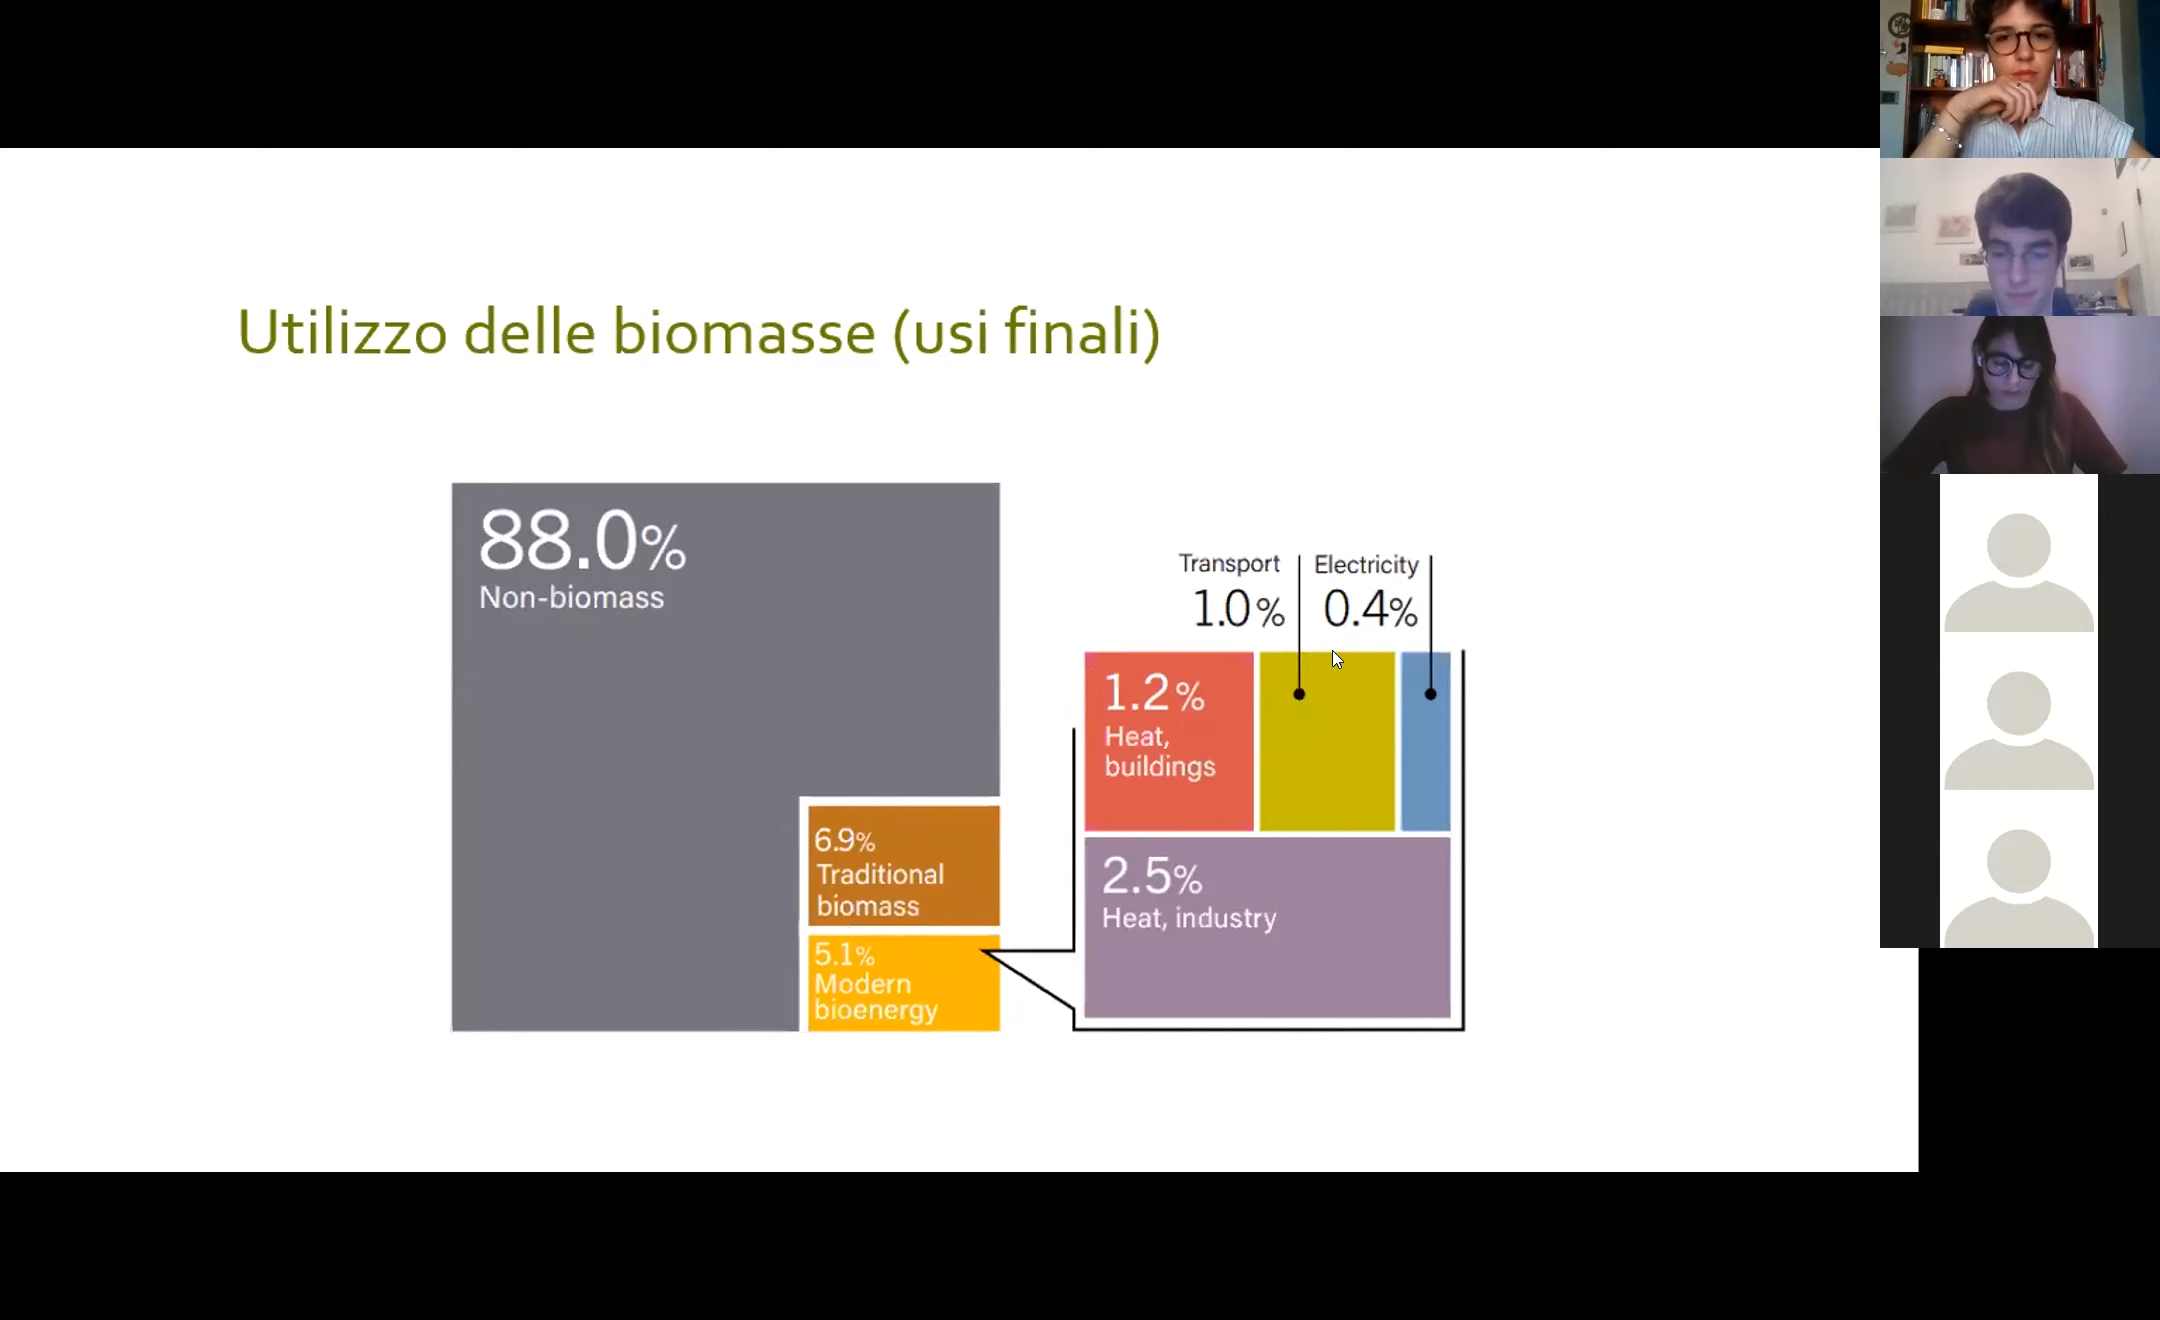 Utilizzo delle biomasse (usi finali)
88.0%
Non-biomass
6.9%
Traditional
biomass
5.1%
Modern
bioenergy
Transport
1.0%
Electricity
0.4%
1.2%
Heat,
buildings
2.5%
Heat, industry